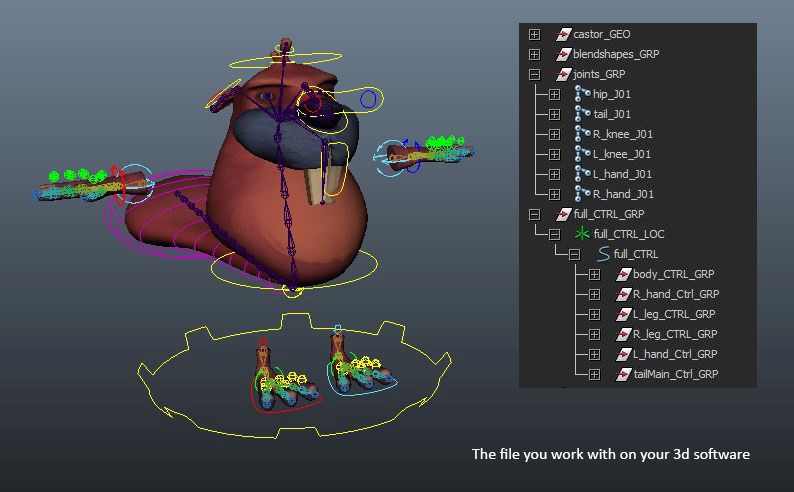 castor_GEO
blendshapes_GRP
joints_GRP
hip_J01
tail_J01
R_knee_J01
L_knee_J01
L_hand_J01
R_hand_J01
full_CTRL_GRP
full_CTRL_LOC
full_CTRL
body_CTRL_GRP
R_hand_Ctrl_GRP
L_leg_CTRL_GRP
R_leg_CTRL_GRP
L_hand_Ctrl_GRP
tailMain_Ctrl_GRP
The file you work with on your 3d software